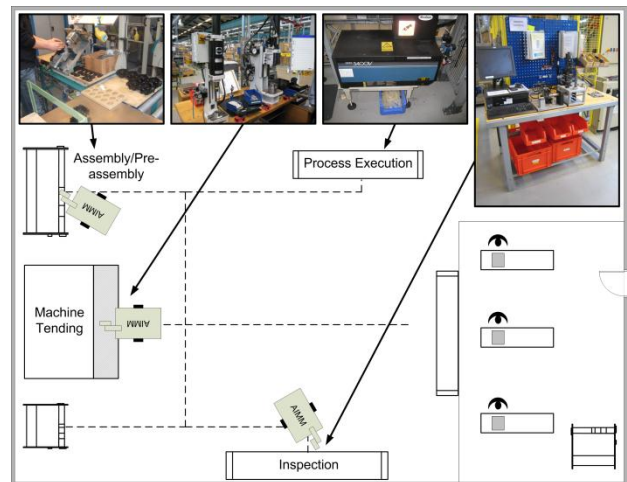 Assembly/Pre-
assembly
Process Execution
AIMM
Machine
Tending
AIMM
AIMM
Inspection